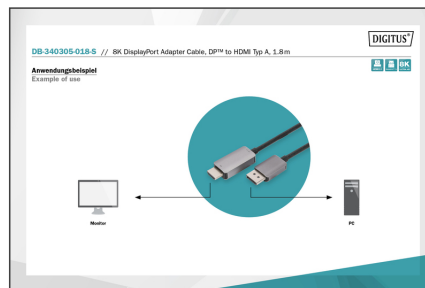 DIGITUS®
DB-340305-018-S // 8K DisplayPort Adapter Cable, DP™ to HDMI Typ A, 1.8m
Anwendungsbeispiel
Example of use
8K
Monitor
PC